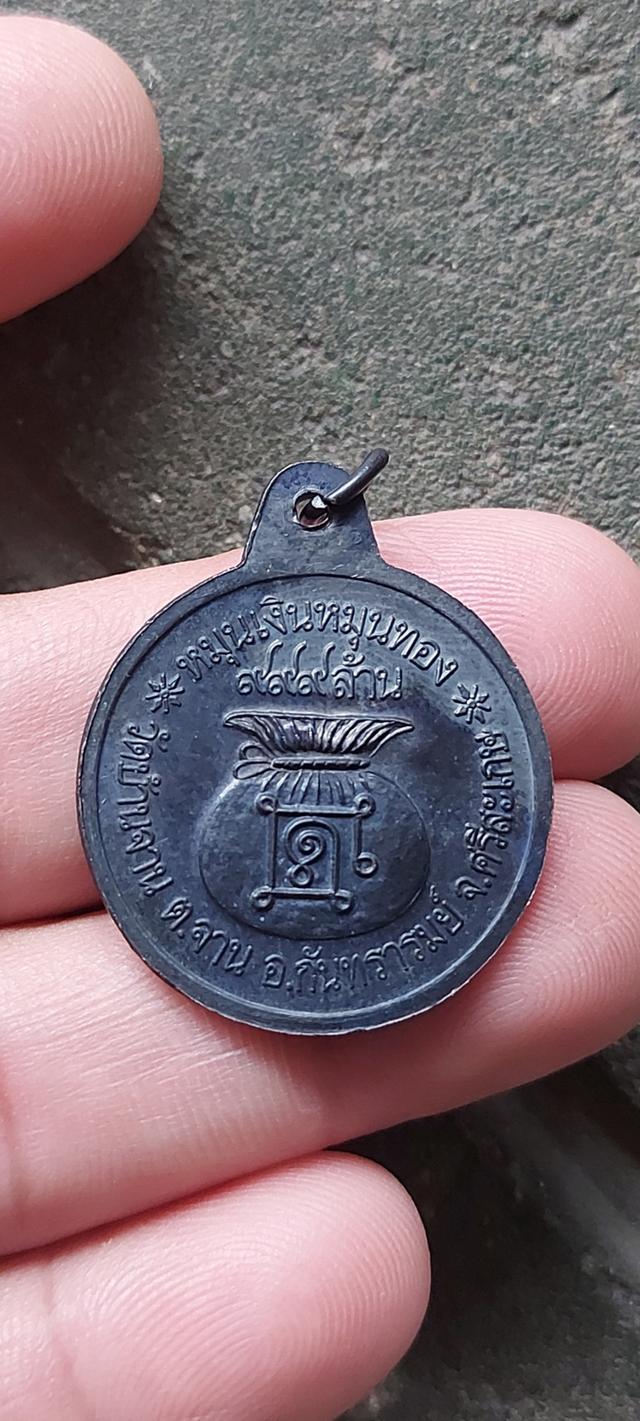 หมุนเงินหมุนทอง
๙๙๙ล้าน
วัดบ้านจาน ต.จาน อ.กันทรารมย์ จ.ศรีสะเกษ